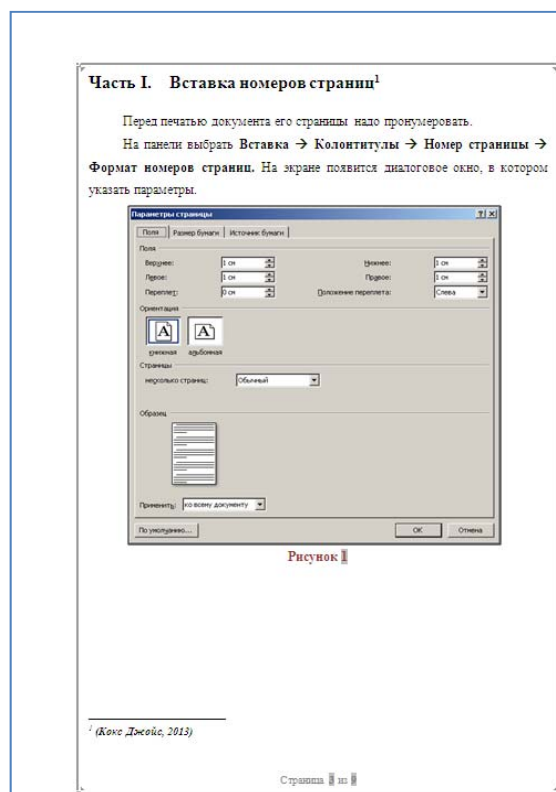 Часть I. Вставка номеров страниц¹
Перед печатью документа его страницы надо пронумеровать.
На панели выбрать Вставка → Колонтитулы → Номер страницы →
Формат номеров страниц. На экране появится диалоговое окно, в котором
указать параметры.
Параметры страницы
Поля Размер бумаги Источник бумаги
Поля
Верхнее: 1 см Нижнее: 1 см
Левое: 1 см Правое: 1 см
Переплет: 0 см Положение переплета: Слева
Ориентация
книжная альбомная
Страницы
несколько страниц: Обычный
Образец
Применить: ко всему документу
По умолчанию... ОК Отмена
Рисунок 1
¹ (Кокс Джойс, 2013)
Страница 3 из 9